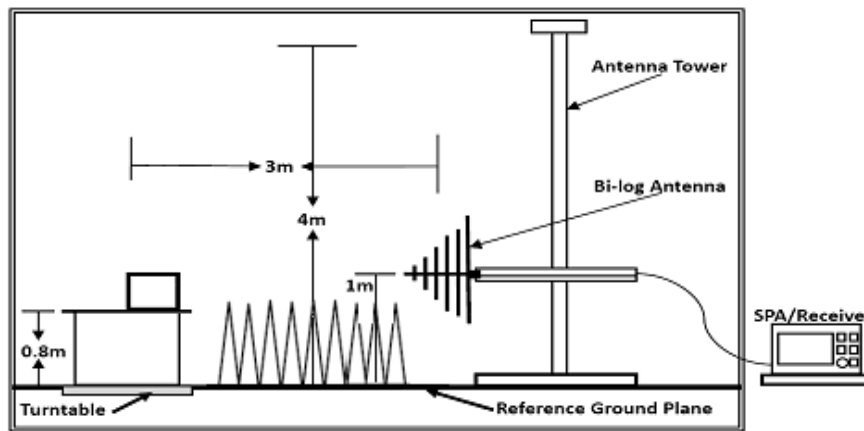 Antenna Tower
3m
Bi-log Antenna
4m
1m
0.8m
SPA/Receive
Turntable
Reference Ground Plane